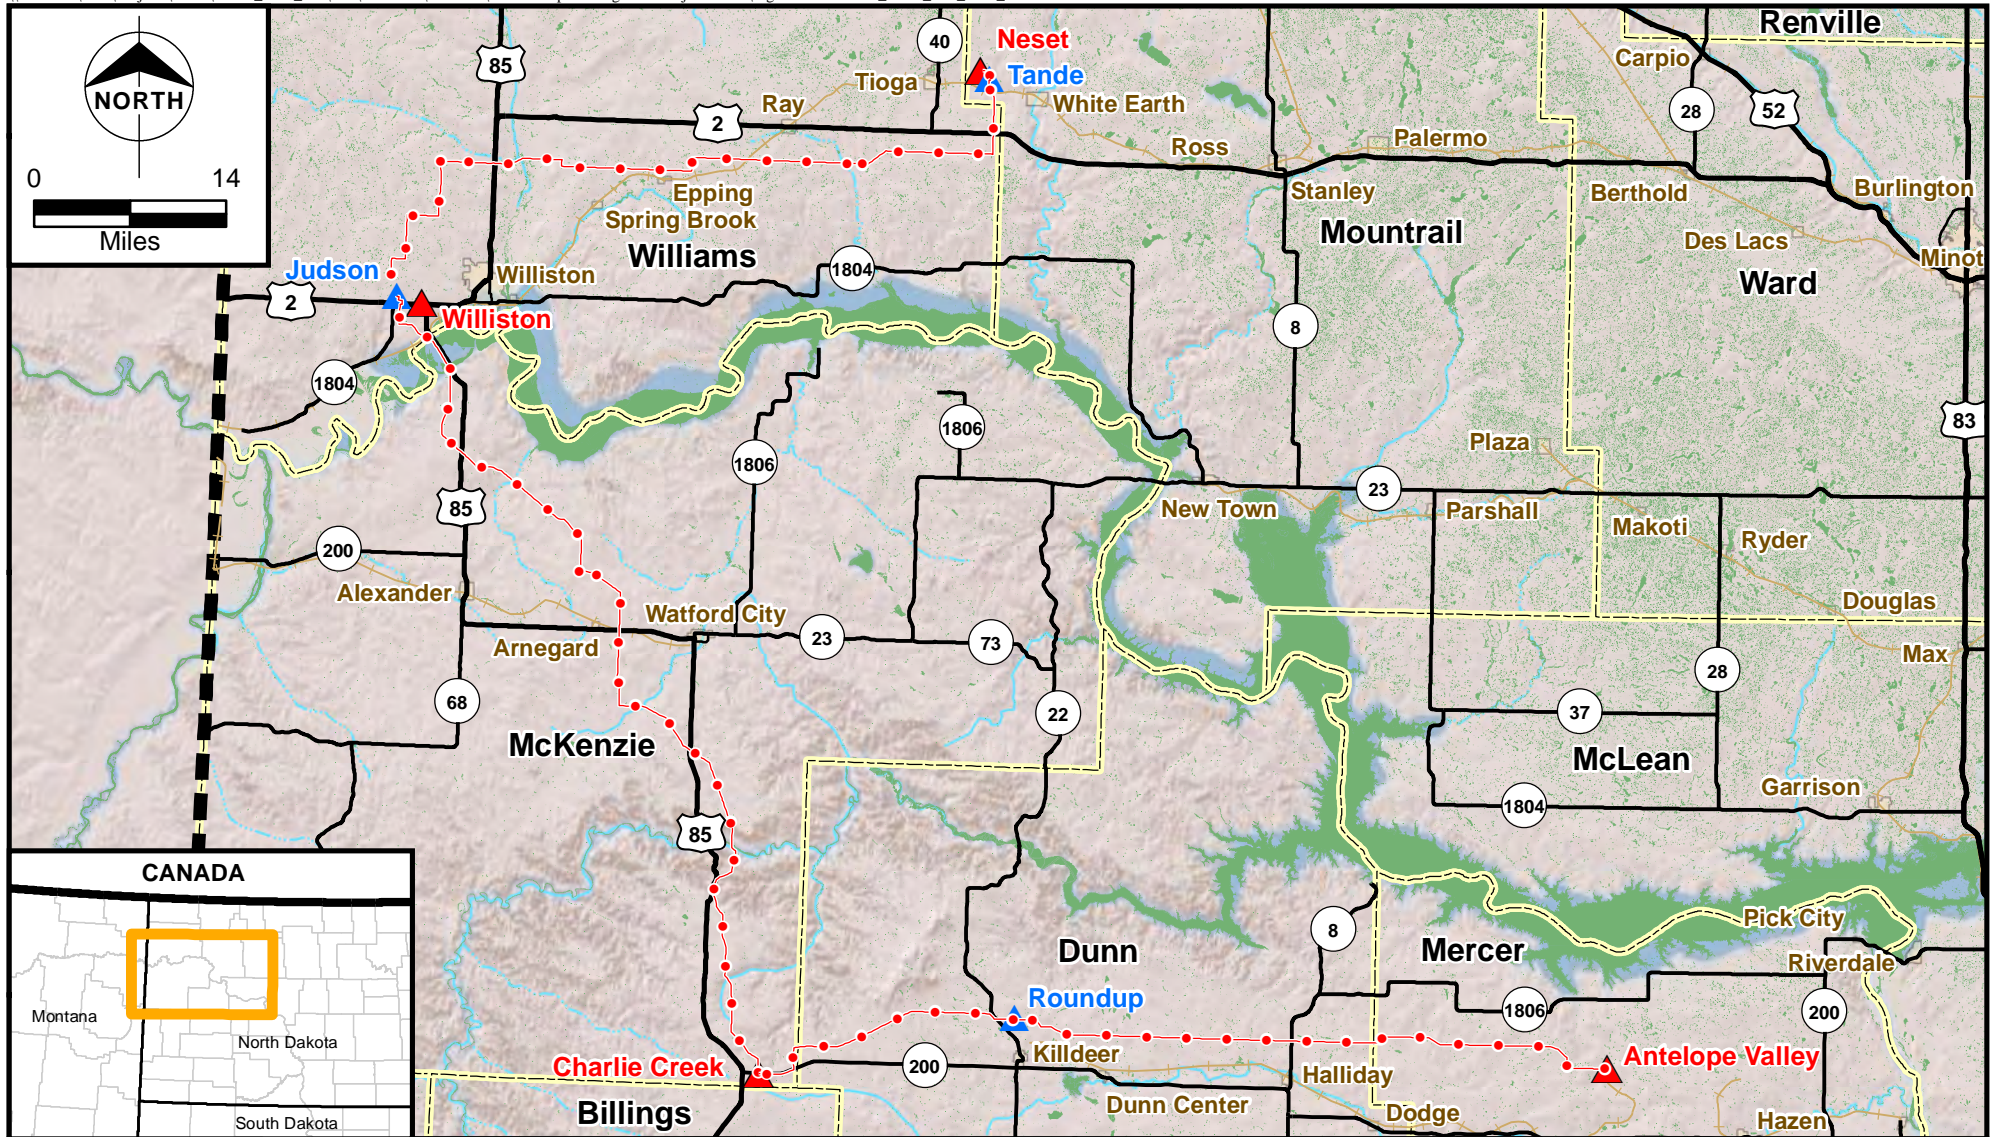 NORTH
0 14
Miles
85
40
Neset
Tande
Tioga
White Earth
Ray
2
Renville
Carpio
28
52
Ross
Palermo
Stanley
Berthold
Burlington
Epping
Spring Brook
Williams
Mountrail
Des Lacs
Minot
Ward
Judson
Williston
1804
2
Williston
8
1804
83
1806
1806
Plaza
85
23
New Town
Parshall
Makoti
Ryder
200
Alexander
Watford City
Douglas
Arnegard
23
73
Max
68
22
28
37
McKenzie
McLean
Garrison
1804
85
CANADA
Montana
North Dakota
South Dakota
Pick City
8
Dunn
Mercer
Riverdale
Roundup
1806
200
Charlie Creek
200
Killdeer
Halliday
Antelope Valley
Billings
Dunn Center
Dodge
Hazen